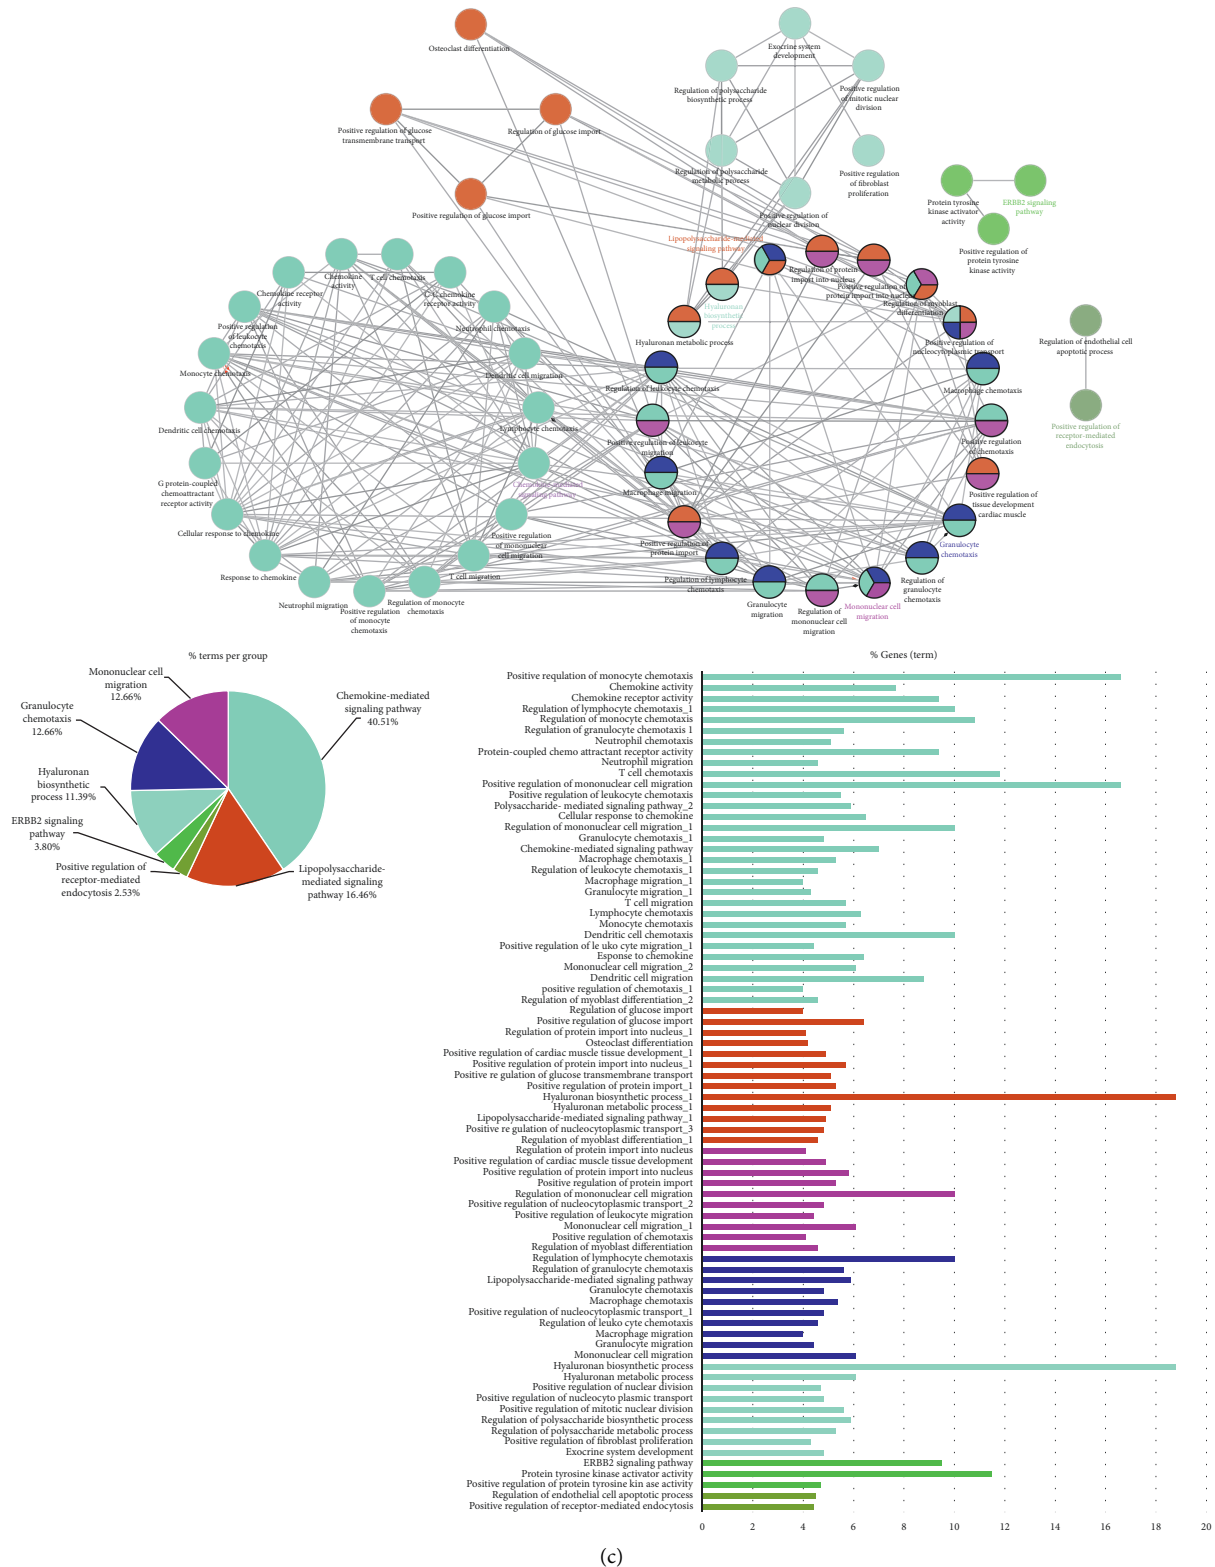 Osteoclast differentiation
Exocrine system
development
Regulation of polysaccharide
biosynthetic process
Positive regulation
of mitotic nuclear
division
Positive regulation of glucose
transmembrane transport
Regulation of glucose import
Regulation of polysaccharide
metabolic process
Positive regulation
of fibroblast
proliferation
Protein tyrosine
kinase activator
activity
ERBB2 signaling
pathway
Positive regulation of glucose import
Positive regulation of
nuclear division
Positive regulation of
protein tyrosine
kinase activity
Lipopolysaccharide-mediated
signaling pathway
Regulation of protein
import into nucleus
Positive regulation of
protein import into nucleus
Regulation of myoblast
differentiation
Chemokine
activity
T cell chemotaxis
Chemokine receptor
activity
C-C chemokine
receptor activity
Hyaluronan
biosynthetic
process
Positive regulation
of leukocyte
chemotaxis
Neutrophil chemotaxis
Hyaluronan metabolic process
Positive regulation of
nucleocytoplasmic transport
Regulation of endothelial cell
apoptotic process
Monocyte chemotaxis
Dendritic cell migration
Regulation of leukocyte chemotaxis
Macrophage chemotaxis
Dendritic cell chemotaxis
Lymphocyte chemotaxis
Positive regulation of leukocyte
migration
Positive regulation
of chemotaxis
Positive regulation of
receptor-mediated
endocytosis
G protein-coupled
chemoattractant
receptor activity
Chemokine-mediated
signaling pathway
Macrophage migration
Positive regulation of
tissue development
cardiac muscle
Cellular response to chemokine
Positive regulation
of mononuclear
cell migration
Positive regulation of
protein import
Granulocyte
chemotaxis
Response to chemokine
T cell migration
Regulation of lymphocyte
chemotaxis
Regulation of
granulocyte
chemotaxis
Neutrophil migration
Positive regulation
of monocyte
chemotaxis
Regulation of monocyte
chemotaxis
Granulocyte
migration
Regulation of
mononuclear cell
migration
Mononuclear cell
migration
% terms per group
Mononuclear cell
migration
12.66%
Chemokine-mediated
signaling pathway
40.51%
Granulocyte
chemotaxis
12.66%
Hyaluronan
biosynthetic
process 11.39%
ERBB2 signaling
pathway
3.80%
Positive regulation of
receptor-mediated
endocytosis 2.53%
Lipopolysaccharide-
mediated signaling
pathway 16.46%
% Genes (term)
Positive requlation of monocyte chemotaxis
Chemokine activity
Chemokine receptor activity
Regulation of lymphocyte chemotaxis_1
Regulation of monocyte chemotaxis
Regulation of granulocyte chemotaxis 1
Neutrophil chemotaxis
Protein-coupled chemo attractant receptor activity
Neutrophil migration
T cell chemotaxis
Positive regulation of mononuclear cell migration
Positive regulation of leukocyte chemotaxis
Polysaccharide- mediated signaling pathway_2
Cellular response to chemokine
Regulation of mononuclear cell migration_1
Granulocyte chemotaxis_1
Chemokine-mediated signaling pathway
Macrophage chemotaxis_1
Regulation of leukocyte chemotaxis_1
Macrophage migration_1
Granulocyte migration_1
T cell migration
Lymphocyte chemotaxis
Monocyte chemotaxis
Dendritic cell chemotaxis
Positive regulation of le uko cyte migration_1
Esponse to chemokine
Mononuclear cell migration_2
Dendritic cell migration
positive regulation of chemotaxis_1
Regulation of myoblast differentiation_2
Regulation of glucose import
Positive regulation of glucose import
Regulation of protein import into nucleus_1
Osteoclast differentiation
Positive regulation of cardiac muscle tissue development_1
Positive regulation of protein import into nucleus_1
Positive re gulation of glucose transmembrane transport
Positive regulation of protein import_1
Hyaluronan biosynthetic process_1
Hyaluronan metabolic process_1
Lipopolysaccharide-mediated signaling pathway_1
Positive re gulation of nucleocytoplasmic transport_3
Regulation of myoblast differentiation_1
Regulation of protein import into nucleus
Positive regulation of cardiac muscle tissue development
Positive regulation of protein import into nucleus
Positive regulation of protein import
Regulation of mononuclear cell migration
Positive regulation of nucleocytoplasmic transport_2
Positive regulation of leukocyte migration
Mononuclear cell migration_1
Positive regulation of chemotaxis
Regulation of myoblast differentiation
Regulation of lymphocyte chemotaxis
Regulation of granulocyte chemotaxis
Lipopolysaccharide-mediated signaling pathway
Granulocyte chemotaxis
Macrophage chemotaxis
Positive regulation of nucleocytoplasmic transport_1
Regulation of leuko cyte chemotaxis
Macrophage migration
Granulocyte migration
Mononuclear cell migration
Hyaluronan biosynthetic process
Hyaluronan metabolic process
Positive regulation of nuclear division
Positive regulation of nucleocyto plasmic transport
Positive regulation of mitotic nuclear division
Regulation of polysaccharide biosynthetic process
Regulation of polysaccharide metabolic process
Positive regulation of fibroblast proliferation
Exocrine system development
ERBB2 signaling pathway
Protein tyrosine kinase activator activity
Positive regulation of protein tyrosine kin ase activity
Regulation of endothelial cell apoptotic process
Positive regulation of receptor-mediated endocytosis
0 2 4 6 8 10 12 14 16 18 20
(c)